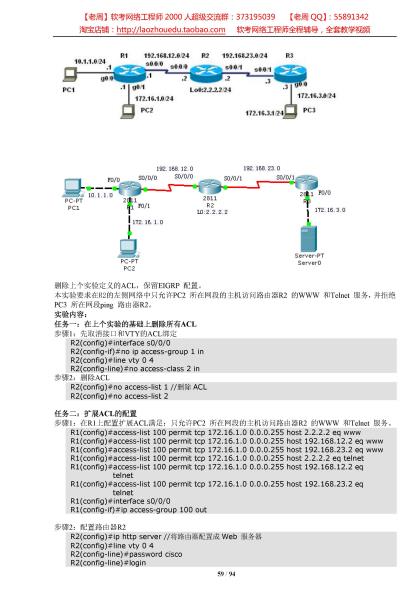 【老周】软考网络工程师 2000 人超级交流群：373195039 【老周 QQ】：55891342
淘宝店铺：http://laozhouedu.taobao.com 软考网络工程师全程辅导，全套教学视频
R1 192.168.12.0/24 R2 192.168.23.0/24 R3
10.1.1.0/24 s0/0/0 s0/0/1
.1 g0/0 .1 .1 s0/0/0 .2 .2 s0/0/1 .3 .3
PC1 g0/1 Lo0:2.2.2.2/24 172.16.3.0/24
172.16.1.0/24
PC2 172.16.3.1/24 PC3
192.168.12.0 192.168.23.0
F0/0 S0/0/0 S0/0/0 S0/0/1 S0/0/1
PC-PT 10.1.1.0 2811 2811 F0/0
PC1 R1 F0/1 R2
L0:2.2.2.2
172.16.1.0 172.16.3.0
PC-PT Server-PT
PC2 Server0
删除上个实验定义的ACL，保留EIGRP 配置。
本实验要求在R2的左侧网络中只允许PC2 所在网段的主机访问路由器R2 的WWW 和Telnet 服务，并拒绝
PC3 所在网段ping 路由器R2。
实验内容：
任务一：在上个实验的基础上删除所有ACL
步骤1：先取消接口和VTY的ACL绑定
R2(config)#interface s0/0/0
R2(config-if)#no ip access-group 1 in
R2(config)#line vty 0 4
R2(config-line)#no access-class 2 in
步骤2：删除ACL
R2(config)#no access-list 1 //删除 ACL
R2(config)#no access-list 2
任务二：扩展ACL的配置
步骤1：在R1上配置扩展ACL满足：只允许PC2 所在网段的主机访问路由器R2 的WWW 和Telnet 服务。
R1(config)#access-list 100 permit tcp 172.16.1.0 0.0.0.255 host 2.2.2.2 eq www
R1(config)#access-list 100 permit tcp 172.16.1.0 0.0.0.255 host 192.168.12.2 eq www
R1(config)#access-list 100 permit tcp 172.16.1.0 0.0.0.255 host 192.168.23.2 eq www
R1(config)#access-list 100 permit tcp 172.16.1.0 0.0.0.255 host 2.2.2.2 eq telnet
R1(config)#access-list 100 permit tcp 172.16.1.0 0.0.0.255 host 192.168.12.2 eq
telnet
R1(config)#access-list 100 permit tcp 172.16.1.0 0.0.0.255 host 192.168.23.2 eq
telnet
R1(config)#interface s0/0/0
R1(config-if)#ip access-group 100 out
步骤2：配置路由器R2
R2(config)#ip http server //将路由器配置成 Web 服务器
R2(config)#line vty 0 4
R2(config-line)#password cisco
R2(config-line)#login
59 / 94